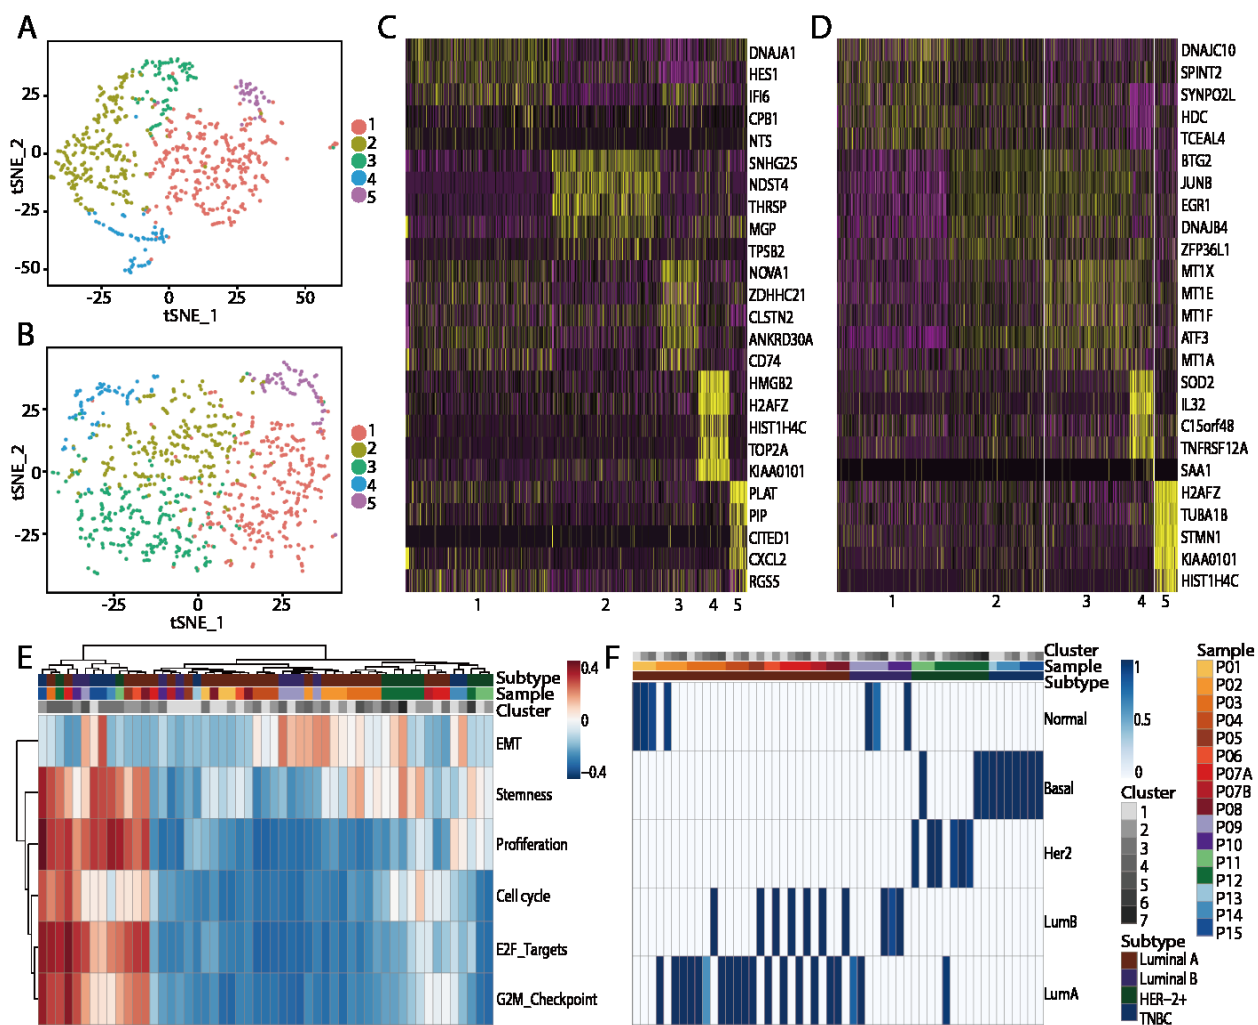 A
25
0
-25
-50
tSNE_2
-25
0
25
50
tSNE_1
1
2
3
4
5
B
25
0
-25
tSNE_2
-25
0
25
tSNE_1
1
2
3
4
5
C
DNAJA1
HES1
IFI6
CPB1
NTS
SNHG25
NDST4
THRSP
MGP
TPSB2
NOVA1
ZDHHC21
CLSTN2
ANKRD30A
CD74
HMGB2
H2AFZ
HIST1H4C
TOP2A
KIAA0101
PLAT
PIP
CITED1
CXCL2
RGS5
1 2 3 4 5
D
DNAJC10
SPINT2
SYNPO2L
HDC
TCEAL4
BTG2
JUNB
EGR1
DNAJB4
ZFP36L1
MT1X
MT1E
MT1F
ATF3
MT1A
SOD2
IL32
C15orf48
TNFRSF12A
SAA1
H2AFZ
TUBA1B
STMN1
KIAA0101
HIST1H4C
1 2 3 4 5
E
Subtype
Sample
Cluster
EMT
Stemness
Proliferation
Cell cycle
E2F_Targets
G2M_Checkpoint
0.4
0
−0.4
F
Cluster
Sample
Subtype
Normal
Basal
Her2
LumB
LumA
1
0.5
0
Cluster
1
2
3
4
5
6
7
Subtype
Luminal A
Luminal B
HER−2+
TNBC
Sample
P01
P02
P03
P04
P05
P06
P07A
P07B
P08
P09
P10
P11
P12
P13
P14
P15